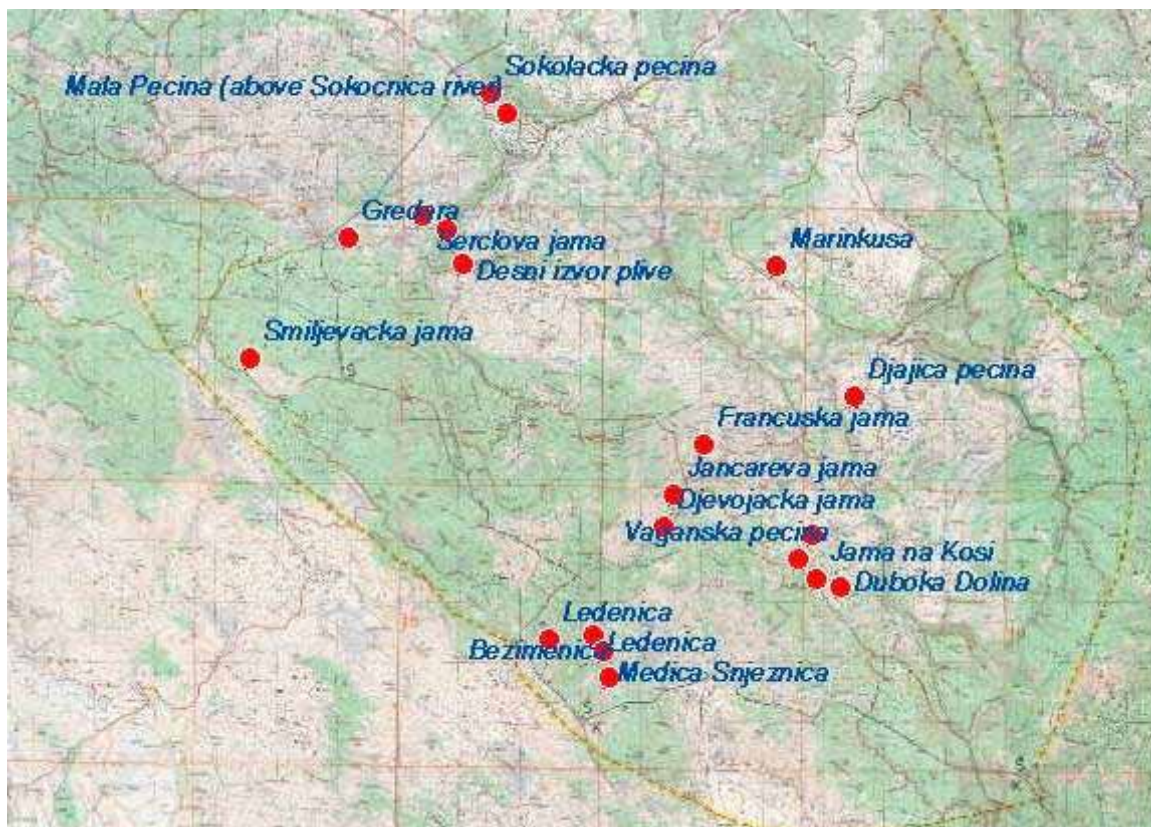 Sokolacka pecina
Mala Pecina (above Sokocnica river)
Gredara
Serclova jama
Marinkusa
Desni izvor plive
Smiljevacka jama
Djajica pecina
Francuska jama
Jancareva jama
Djevojacka jama
Vaganska pecina
Jama na Kosi
Duboka Dolina
Ledenica
Bezimenica
Ledenica
Medica Snjeznica